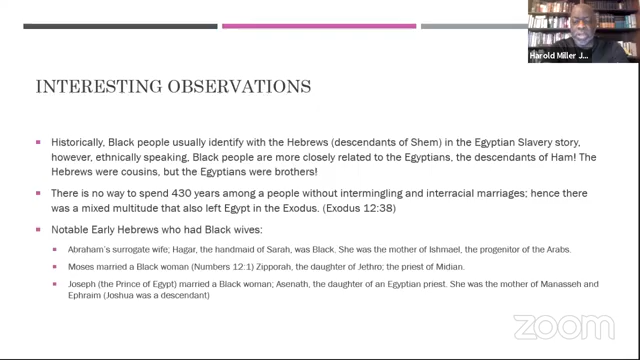 Harold Miller J...
INTERESTING OBSERVATIONS
Historically, Black people usually identify with the Hebrews (descendants of Shem) in the Egyptian Slavery story,
however, ethnically speaking, Black people are more closely related to the Egyptians, the descendants of Ham! The
Hebrews were cousins, but the Egyptians were brothers!
There is no way to spend 430 years among a people without intermingling and interracial marriages; hence there
was a mixed multitude that also left Egypt in the Exodus. (Exodus 12:38)
Notable Early Hebrews who had Black wives:
Abraham's surrogate wife; Hagar, the handmaid of Sarah, was Black. She was the mother of Ishmael, the progenitor of the Arabs.
Moses married a Black woman (Numbers 12:1) Zipporah, the daughter of Jethro; the priest of Midian.
Joseph (the Prince of Egypt) married a Black woman; Asenath, the daughter of an Egyptian priest. She was the mother of Manasseh and
Ephraim (Joshua was a descendant)
zoom